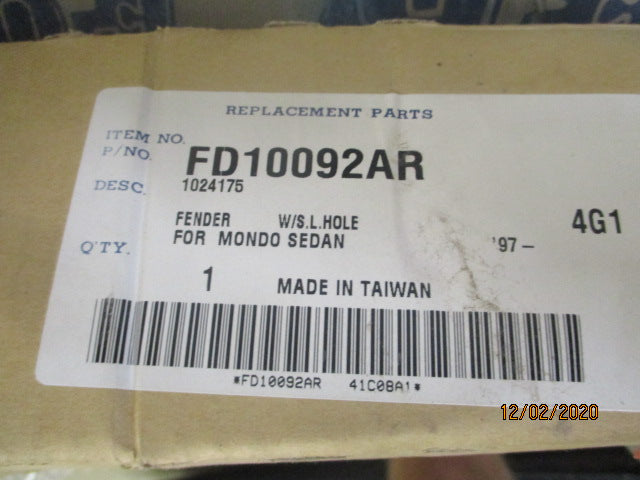 REPLACEMENT PARTS
ITEM NO.
P/NO. FD10092AR
DESC. 1024175
FENDER W/S.L.HOLE 4G1
FOR MONDO SEDAN '97-
Q'TY. 1 MADE IN TAIWAN
*FD10092AR 41C08A1*
12/02/2020